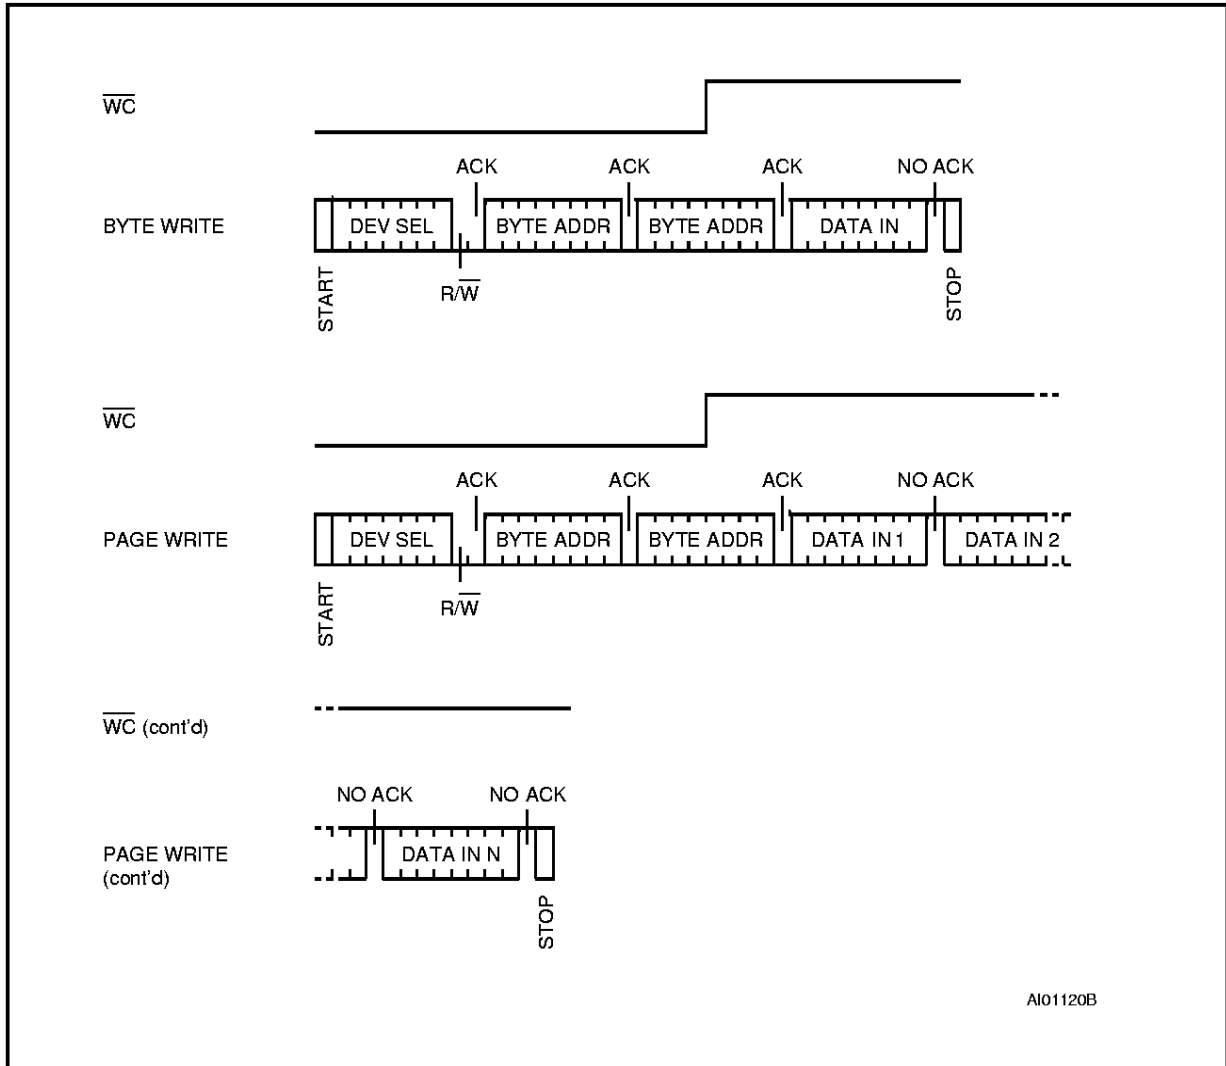 WC
ACK ACK ACK NO ACK
BYTE WRITE DEV SEL BYTE ADDR BYTE ADDR DATA IN
R/W
START STOP
WC
ACK ACK ACK NO ACK
PAGE WRITE DEV SEL BYTE ADDR BYTE ADDR DATA IN 1 DATA IN 2
R/W
START
WC (cont'd)
NO ACK NO ACK
PAGE WRITE DATA IN N
(cont'd)
STOP
AI01120B